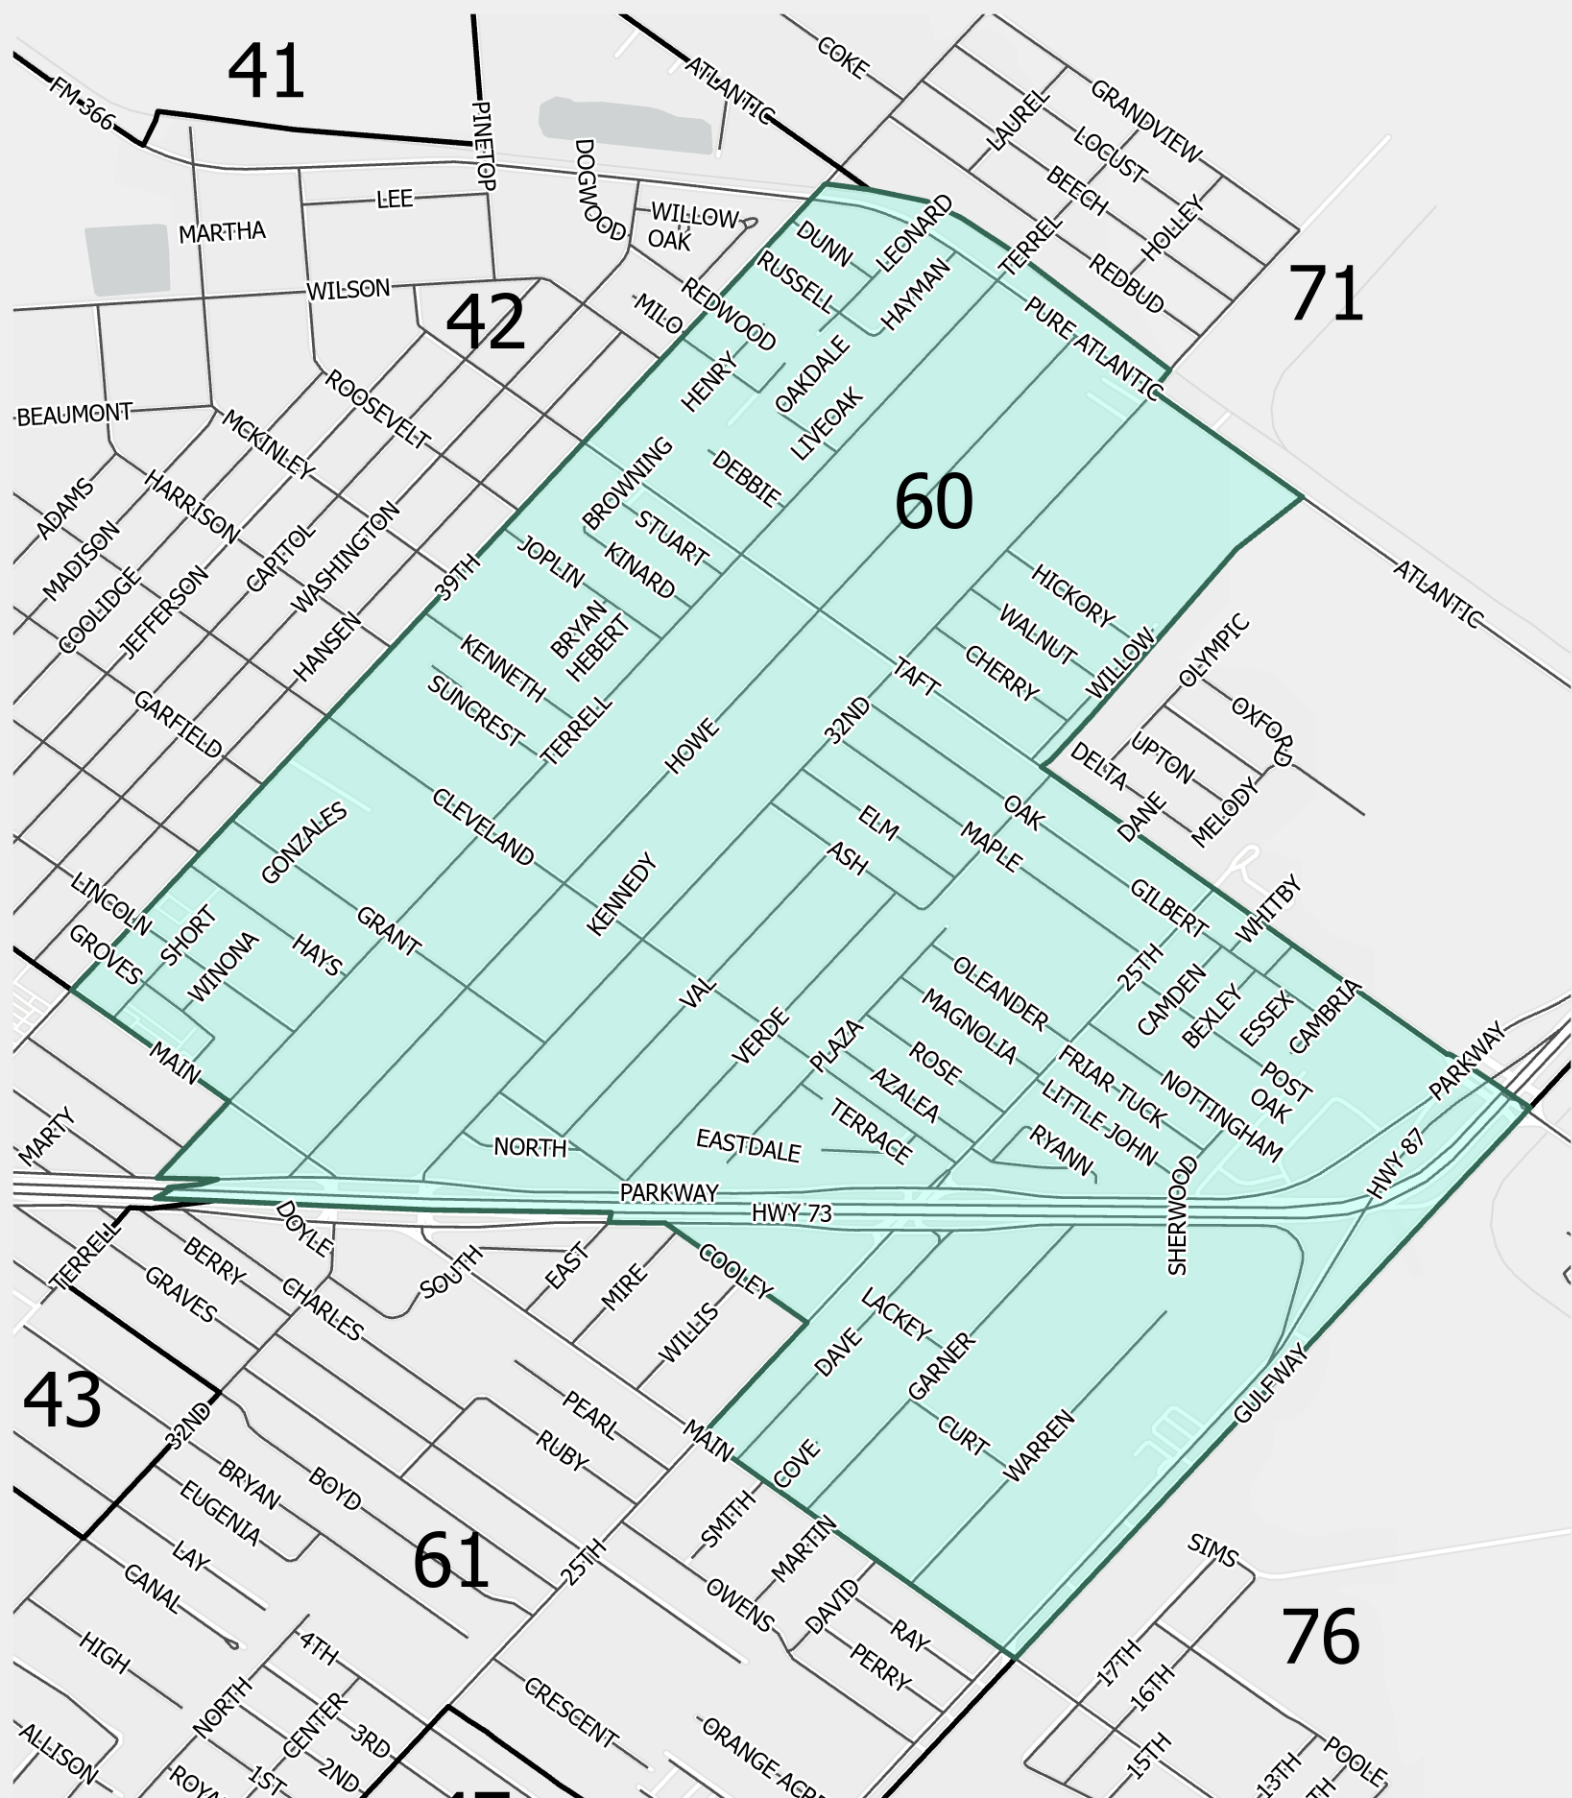 41
COKE
FM 366
ATLANTIC
GRANDVIEW
LAUREL
LOCUST
PINETOP
DOGWOOD
BEECH
LEE
HOLLEY
WILLOW
OAK
MARTHA
DUNN
LEONARD
TERREL
REDBUD
WILSON
RUSSELL
HAYMAN
71
42
MILO
REDWOOD
PURE ATLANTIC
HENRY
OAKDALE
LIVEOAK
BEAUMONT
ROOSEVELT
MCKINLEY
HARRISON
ADAMS
BROWNING
DEBBIE
60
MADISON
CAPITOL
WASHINGTON
STUART
39TH
JOPLIN
KINARD
HICKORY
ATLANTIC
COOLIDGE
JEFFERSON
HANSEN
BRYAN
HEBERT
WALNUT
OLYMPIC
KENNETH
CHERRY
WILLOW
SUNCREST
TAFT
GARFIELD
TERRELL
HOWE
32ND
OXFORD
UPTON
DELTA
GONZALES
CLEVELAND
OAK
DANE
MELODY
ELM
MAPLE
ASH
LINCOLN
KENNEDY
GILBERT
WHITBY
SHORT
GRANT
GROVES
WINONA
HAYS
VAL
25TH
OLEANDER
CAMDEN
BEXLEY
ESSEX
CAMBRIA
MAGNOLIA
VERDE
PLAZA
MAIN
ROSE
FRIAR TUCK
POST
OAK
PARKWAY
AZALEA
LITTLE JOHN
NOTTINGHAM
MARTY
TERRACE
NORTH
EASTDALE
RYANN
HWY 87
PARKWAY
HWY 73
SHERWOOD
DOYLE
TERRELL
BERRY
SOUTH
EAST
COOLEY
GRAVES
CHARLES
MIRE
WILLIS
LACKEY
DAVE
GARNER
GULFWAY
43
32ND
PEARL
MAIN
RUBY
CURT
WARREN
COVE
BRYAN
BOYD
EUGENIA
SMITH
MARTIN
61
LAY
25TH
SIMS
CANAL
OWENS
DAVID
RAY
76
HIGH
4TH
PERRY
17TH
16TH
NORTH
CENTER
CRESCENT
3RD
ALLISON
ORANGE ACRE
15TH
POOLE
1ST
2ND
13TH